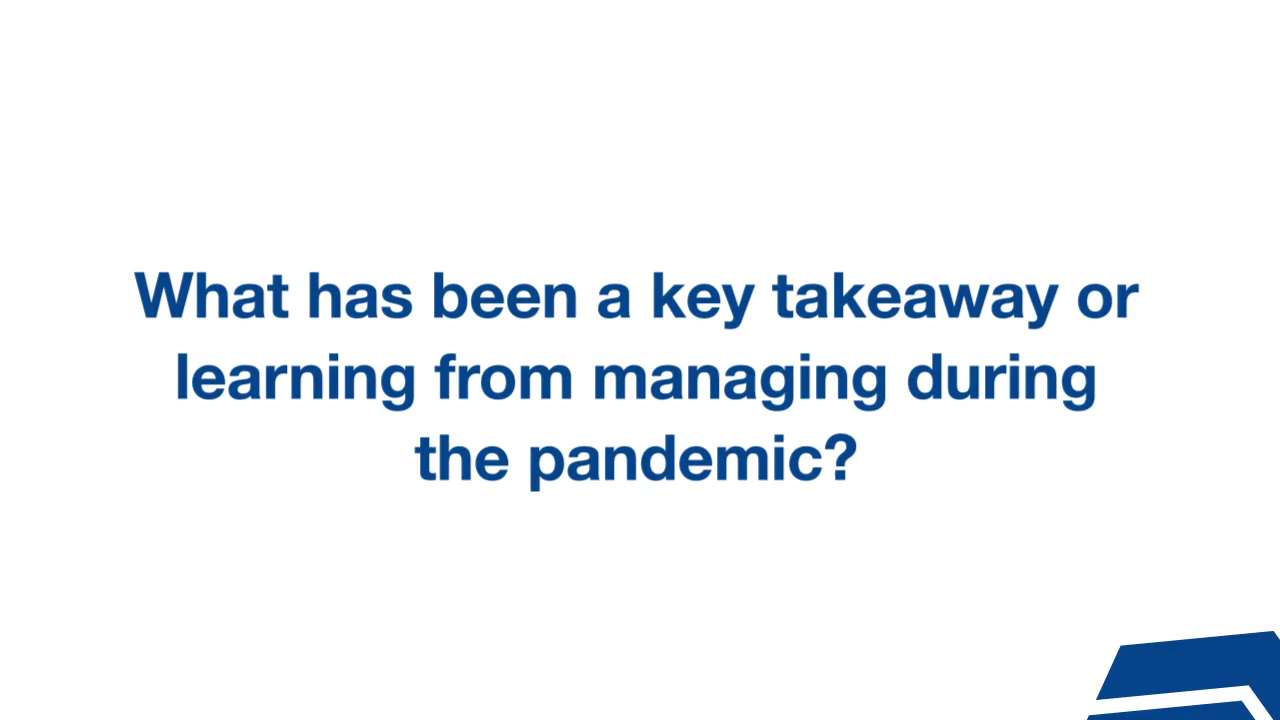 What has been a key takeaway or
learning from managing during
the pandemic?